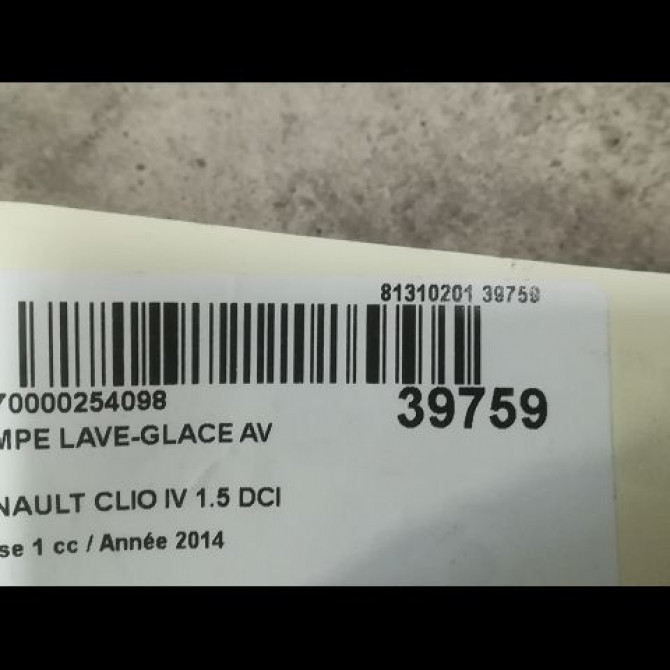 81310201 39759
70000254098
39759
MPE LAVE-GLACE AV
NAULT CLIO IV 1.5 DCI
se 1 cc / Année 2014